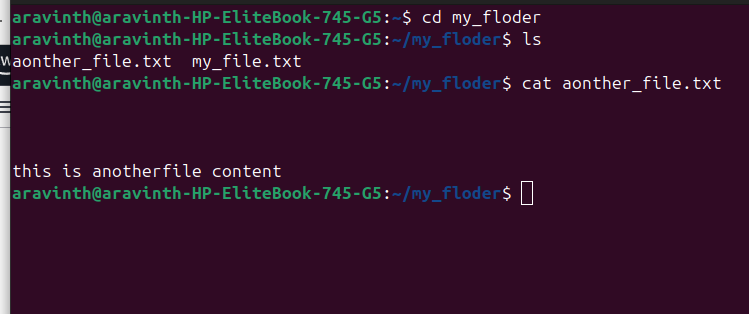 aravinth@aravinth-HP-EliteBook-745-G5:~$ cd my_floder
aravinth@aravinth-HP-EliteBook-745-G5:~/my_floder$ ls
aonther_file.txt  my_file.txt
aravinth@aravinth-HP-EliteBook-745-G5:~/my_floder$ cat aonther_file.txt
this is anotherfile content
aravinth@aravinth-HP-EliteBook-745-G5:~/my_floder$